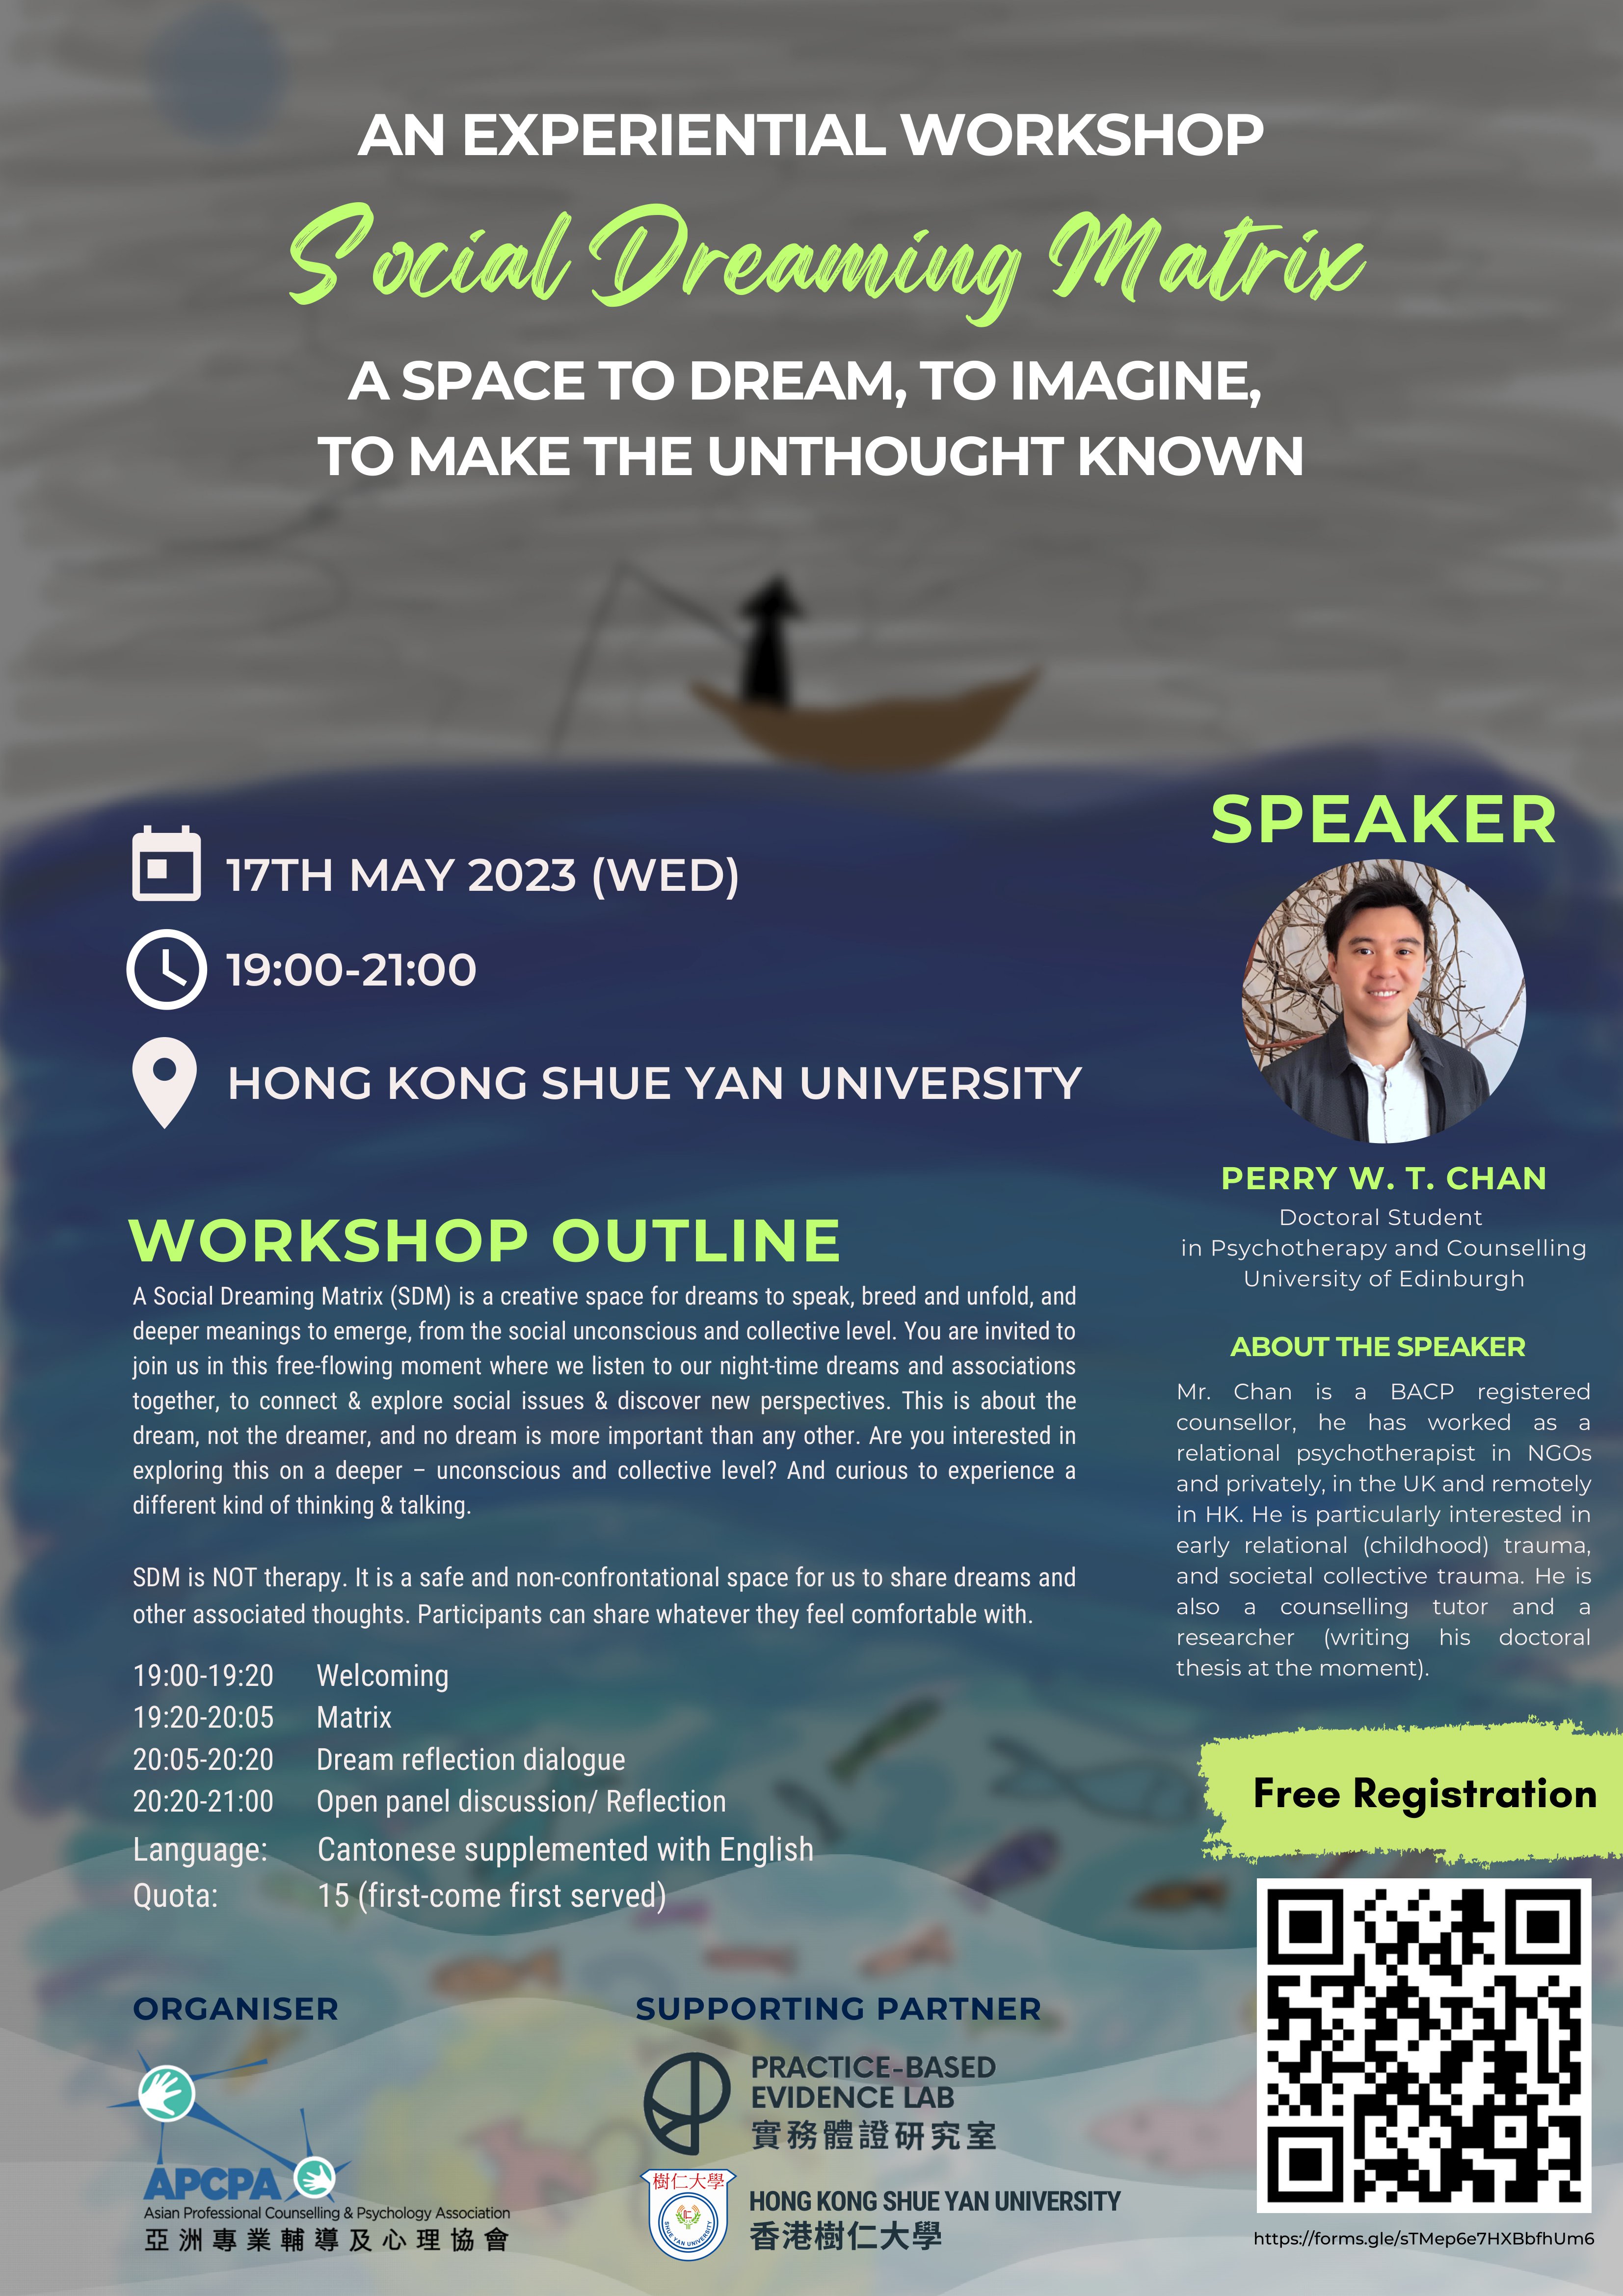 AN EXPERIENTIAL WORKSHOP
Social Dreaming Matrix
A SPACE TO DREAM, TO IMAGINE,
TO MAKE THE UNTHOUGHT KNOWN
17TH MAY 2023 (WED)
19:00-21:00
HONG KONG SHUE YAN UNIVERSITY
WORKSHOP OUTLINE
A Social Dreaming Matrix (SDM) is a creative space for dreams to speak, breed and unfold, and
deeper meanings to emerge, from the social unconscious and collective level. You are invited to
join us in this free-flowing moment where we listen to our night-time dreams and associations
together, to connect & explore social issues & discover new perspectives. This is about the
dream, not the dreamer, and no dream is more important than any other. Are you interested in
exploring this on a deeper – unconscious and collective level? And curious to experience a
different kind of thinking & talking.
SDM is NOT therapy. It is a safe and non-confrontational space for us to share dreams and
other associated thoughts. Participants can share whatever they feel comfortable with.
19:00-19:20 Welcoming
19:20-20:05 Matrix
20:05-20:20 Dream reflection dialogue
20:20-21:00 Open panel discussion/ Reflection
Language: Cantonese supplemented with English
Quota: 15 (first-come first served)
SPEAKER
PERRY W. T. CHAN
Doctoral Student
in Psychotherapy and Counselling
University of Edinburgh
ABOUT THE SPEAKER
Mr. Chan is a BACP registered
counsellor, he has worked as a
relational psychotherapist in NGOs
and privately, in the UK and remotely
in HK. He is particularly interested in
early relational (childhood) trauma,
and societal collective trauma. He is
also a counselling tutor and a
researcher (writing his doctoral
thesis at the moment).
Free Registration
https://forms.gle/sTMep6e7HXBbfhUm6
ORGANISER
APCPA
Asian Professional Counselling & Psychology Association
亞洲專業輔導及心理協會
SUPPORTING PARTNER
PRACTICE-BASED
EVIDENCE LAB
實務體證研究室
樹仁大學
SHUE YAN UNIVERSITY
HONG KONG SHUE YAN UNIVERSITY
香港樹仁大學